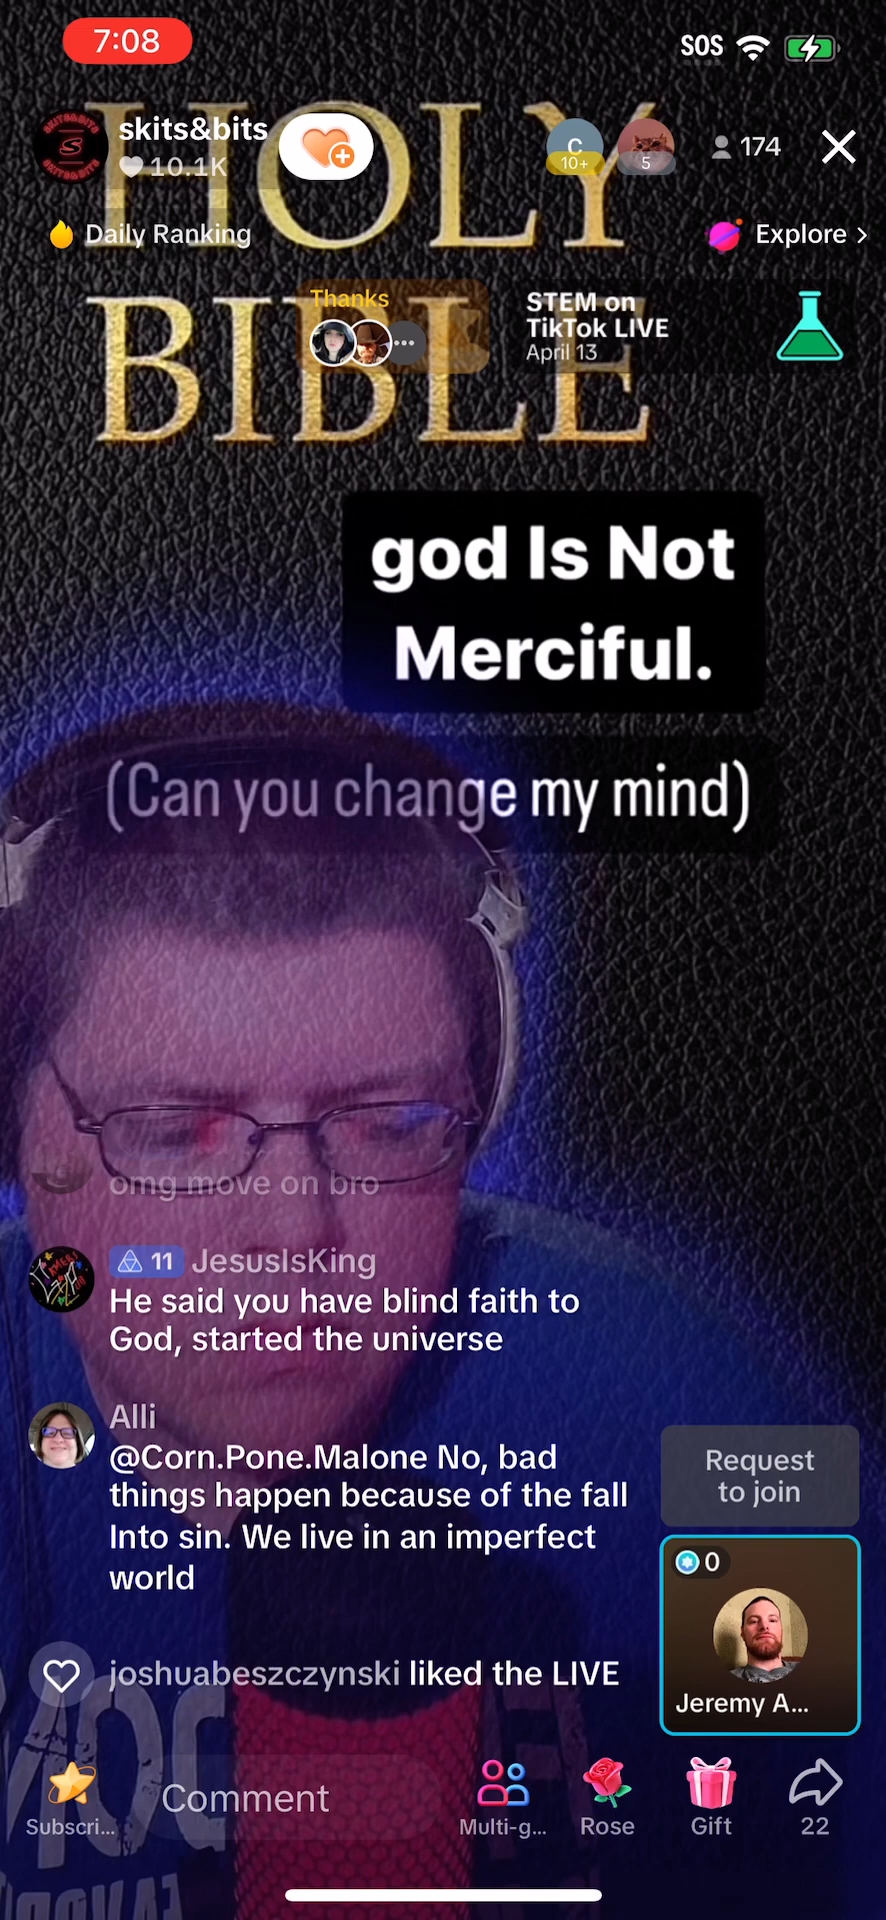 7:08
SOS
HOLY
BIBLE
skits&bits
10.1K
C
10+
5
174
Daily Ranking
Explore >
Thanks
STEM on
TikTok LIVE
April 13
god Is Not
Merciful.
(Can you change my mind)
omg move on bro
11 JesusIsKing
He said you have blind faith to
God, started the universe
Alli
@Corn.Pone.Malone No, bad
things happen because of the fall
Into sin. We live in an imperfect
world
Request
to join
0
Jeremy A...
joshuabeszczynski liked the LIVE
Subscri...
Comment
Multi-g...
Rose
Gift
22